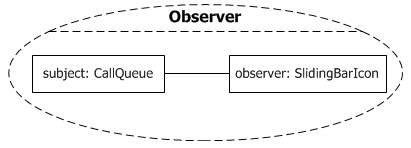 Observer
subject: CallQueue
observer: SlidingBarIcon